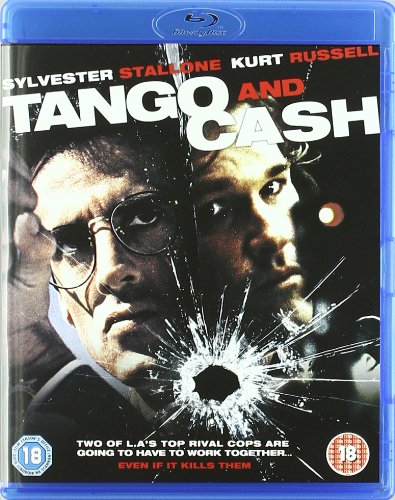 Blu-ray Disc
SYLVESTER STALLONE KURT RUSSELL
TANGO AND
CASH
TWO OF L.A'S TOP RIVAL COPS ARE
GOING TO HAVE TO WORK TOGETHER...
EVEN IF IT KILLS THEM
18
18